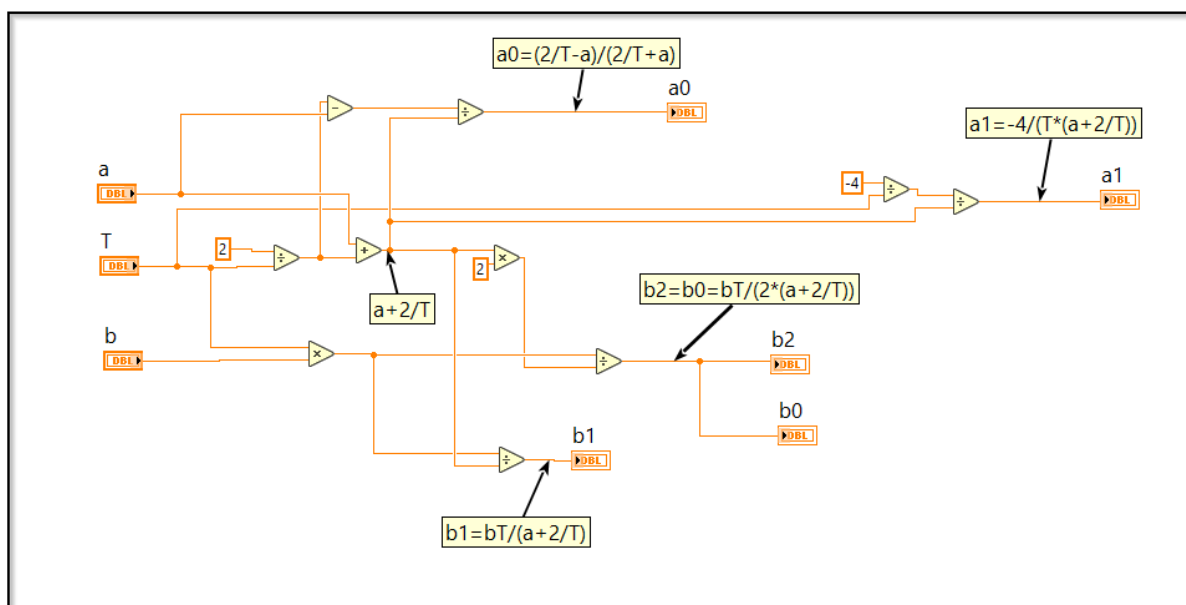 a0=(2/T-a)/(2/T+a)
a0
DBL
-
÷
a1=-4/(T*(a+2/T))
a
DBL
-4
÷
÷
a1
DBL
T
DBL
2
÷
+
2
×
a+2/T
b2=b0=bT/(2*(a+2/T))
b
DBL
×
÷
b2
DBL
b0
DBL
÷
b1
DBL
b1=bT/(a+2/T)